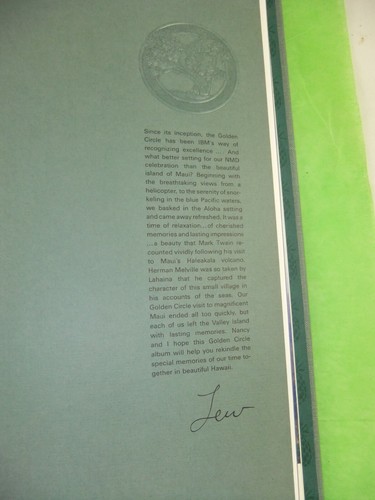 Since its inception, the Golden
Circle has been IBM's way of
recognizing excellence . . . . And
what better setting for our NMD
celebration than the beautiful
island of Maui? Beginning with
the breathtaking views from a
helicopter, to the serenity of snor-
keling in the blue Pacific waters,
we basked in the Aloha setting
and came away refreshed. It was a
time of relaxation...of cherished
memories and lasting impressions
...a beauty that Mark Twain re-
counted vividly following his visit
to Maui's Haleakala volcano.
Herman Melville was so taken by
Lahaina that he captured the
character of this small village in
his accounts of the seas. Our
Golden Circle visit to magnificent
Maui ended all too quickly, but
each of us left the Valley Island
with lasting memories. Nancy
and I hope this Golden Circle
album will help you rekindle the
special memories of our time to-
gether in beautiful Hawaii.
Lew